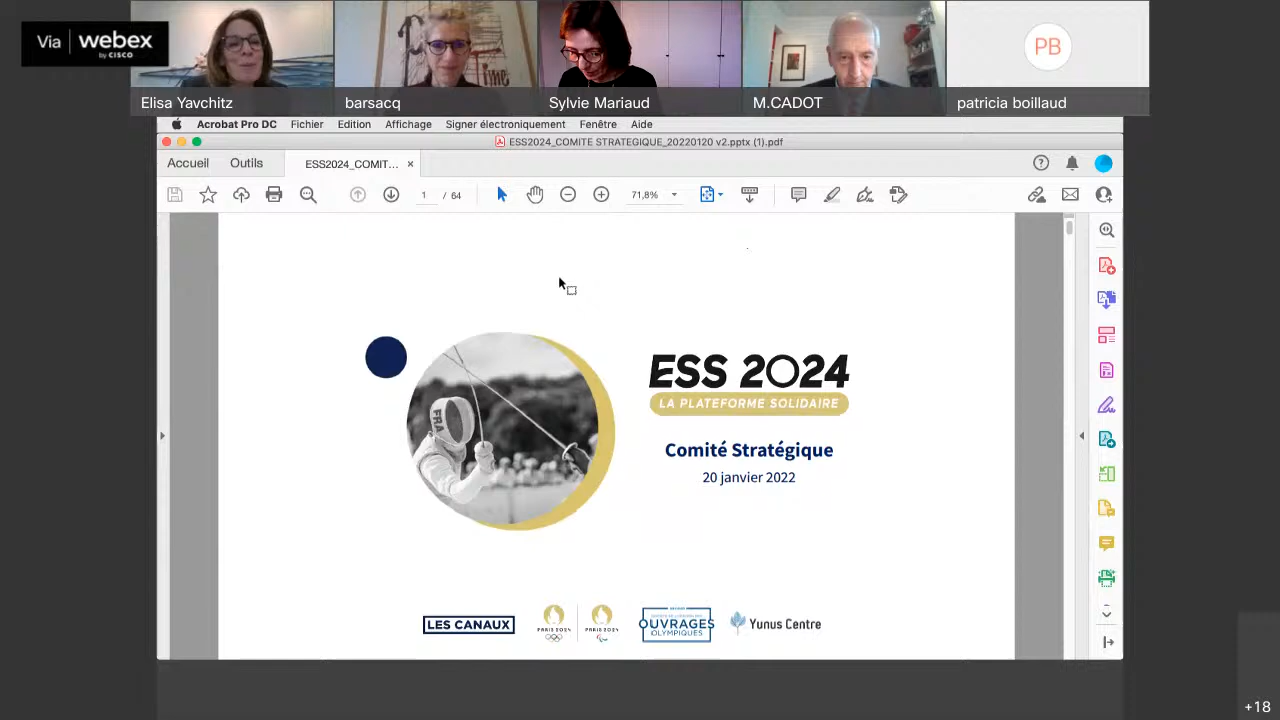 Via webex
by CISCO
Elisa Yavchitz
barsacq
Sylvie Mariaud
M.CADOT
PB
patricia boillaud
Acrobat Pro DC Fichier Edition Affichage Signer électroniquement Fenêtre Aide
ESS2024_COMITE STRATEGIQUE_20220120 v2.pptx (1).pdf
Accueil Outils ESS2024_COMIT... ×
1 / 64 71,8%
FRA
ESS 2024
LA PLATEFORME SOLIDAIRE
Comité Stratégique
20 janvier 2022
LES CANAUX
PARIS 2024
PARIS 2024
OUVRAGES
OLYMPIQUES
Yunus Centre
+18